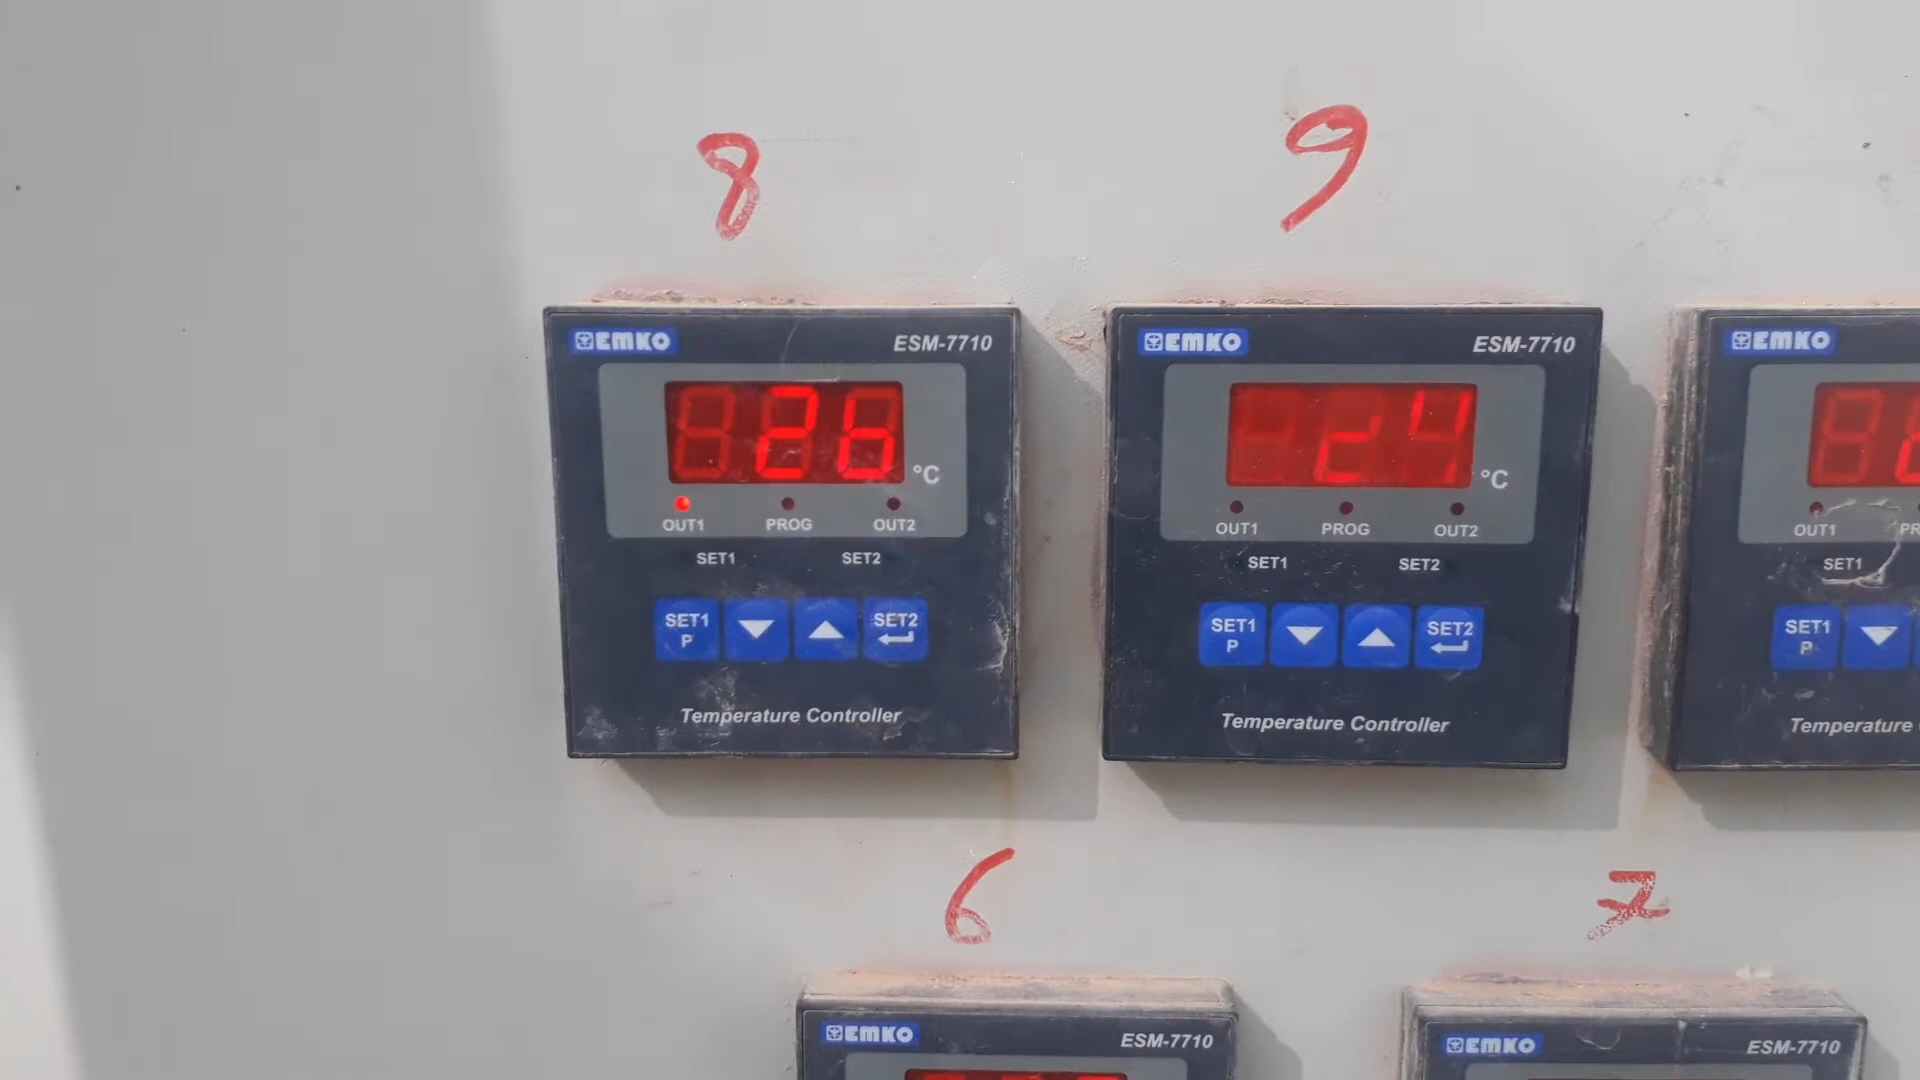 8
9
EMKO ESM-7710
26 °C
OUT1 PROG OUT2
SET1 SET2
SET1 P SET2
Temperature Controller
EMKO ESM-7710
°C
OUT1 PROG OUT2
SET1 SET2
SET1 P SET2
Temperature Controller
EMKO
OUT1
SET1
SET1 P
Temperature
6
7
EMKO ESM-7710
EMKO ESM-7710